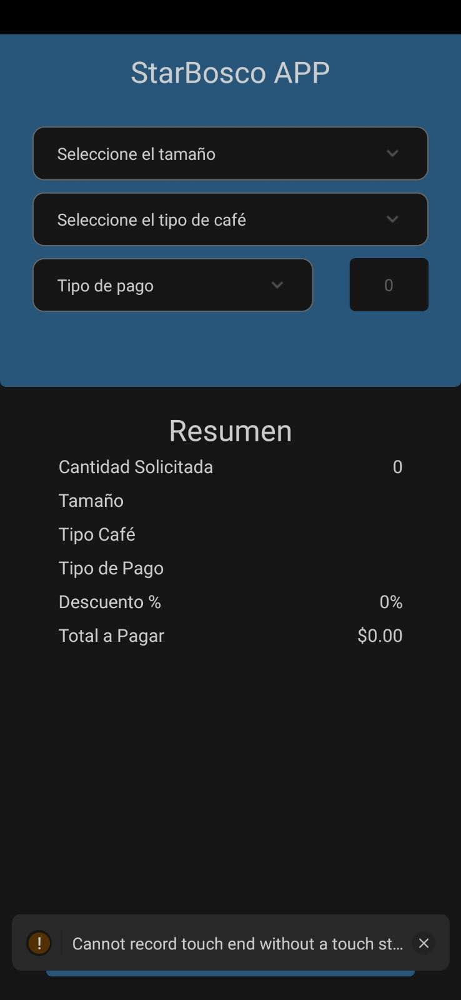 StarBosco APP
Seleccione el tamaño
Seleccione el tipo de café
Tipo de pago
0
Resumen
Cantidad Solicitada 0
Tamaño
Tipo Café
Tipo de Pago
Descuento % 0%
Total a Pagar $0.00
! Cannot record touch end without a touch st...